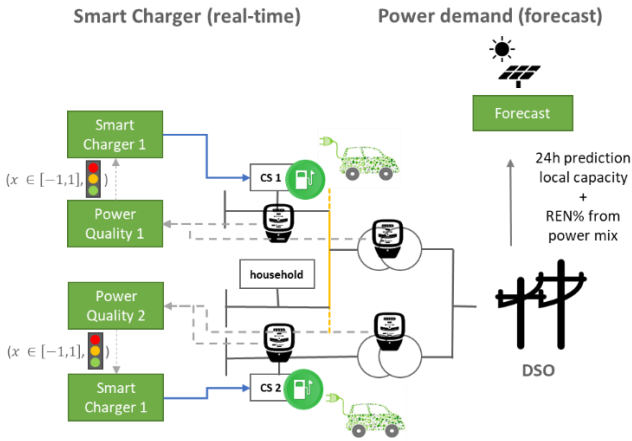 Smart Charger (real-time)
Power demand (forecast)
Smart
Charger 1
Forecast
(x ∈ [−1,1], )
CS 1
24h prediction
local capacity
+
REN% from
power mix
Power
Quality 1
household
Power
Quality 2
(x ∈ [−1,1], )
DSO
Smart
Charger 1
CS 2